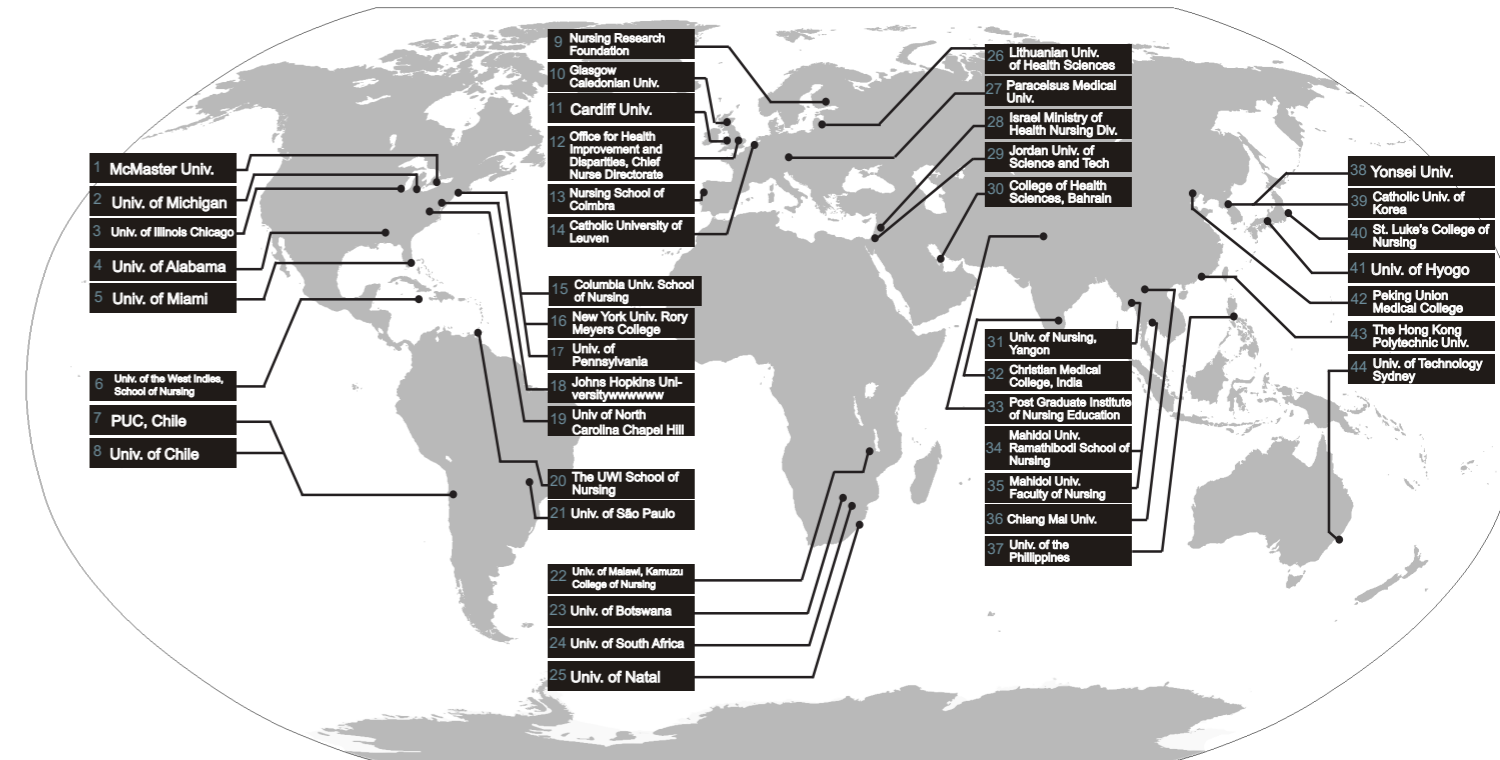 1 McMaster Univ.
2 Univ. of Michigan
3 Univ. of Illinois Chicago
4 Univ. of Alabama
5 Univ. of Miami
6 Univ. of the West Indies,
School of Nursing
7 PUC, Chile
8 Univ. of Chile
9 Nursing Research
Foundation
10 Glasgow
Caledonian Univ.
11 Cardiff Univ.
12 Office for Health
Improvement and
Disparities, Chief
Nurse Directorate
13 Nursing School of
Coimbra
14 Catholic University of
Leuven
15 Columbia Univ. School
of Nursing
16 New York Univ. Rory
Meyers College
17 Univ. of
Pennsylvania
18 Johns Hopkins Uni-
versitywwwwww
19 Univ of North
Carolina Chapel Hill
20 The UWI School of
Nursing
21 Univ. of São Paulo
22 Univ. of Malawi, Kamuzu
College of Nursing
23 Univ. of Botswana
24 Univ. of South Africa
25 Univ. of Natal
26 Lithuanian Univ.
of Health Sciences
27 Paracelsus Medical
Univ.
28 Israel Ministry of
Health Nursing Div.
29 Jordan Univ. of
Science and Tech
30 College of Health
Sciences, Bahrain
31 Univ. of Nursing,
Yangon
32 Christian Medical
College, India
33 Post Graduate Institute
of Nursing Education
34 Mahidol Univ.
Ramathibodi School of
Nursing
35 Mahidol Univ.
Faculty of Nursing
36 Chiang Mai Univ.
37 Univ. of the
Phillippines
38 Yonsei Univ.
39 Catholic Univ. of
Korea
40 St. Luke's College of
Nursing
41 Univ. of Hyogo
42 Peking Union
Medical College
43 The Hong Kong
Polytechnic Univ.
44 Univ. of Technology
Sydney